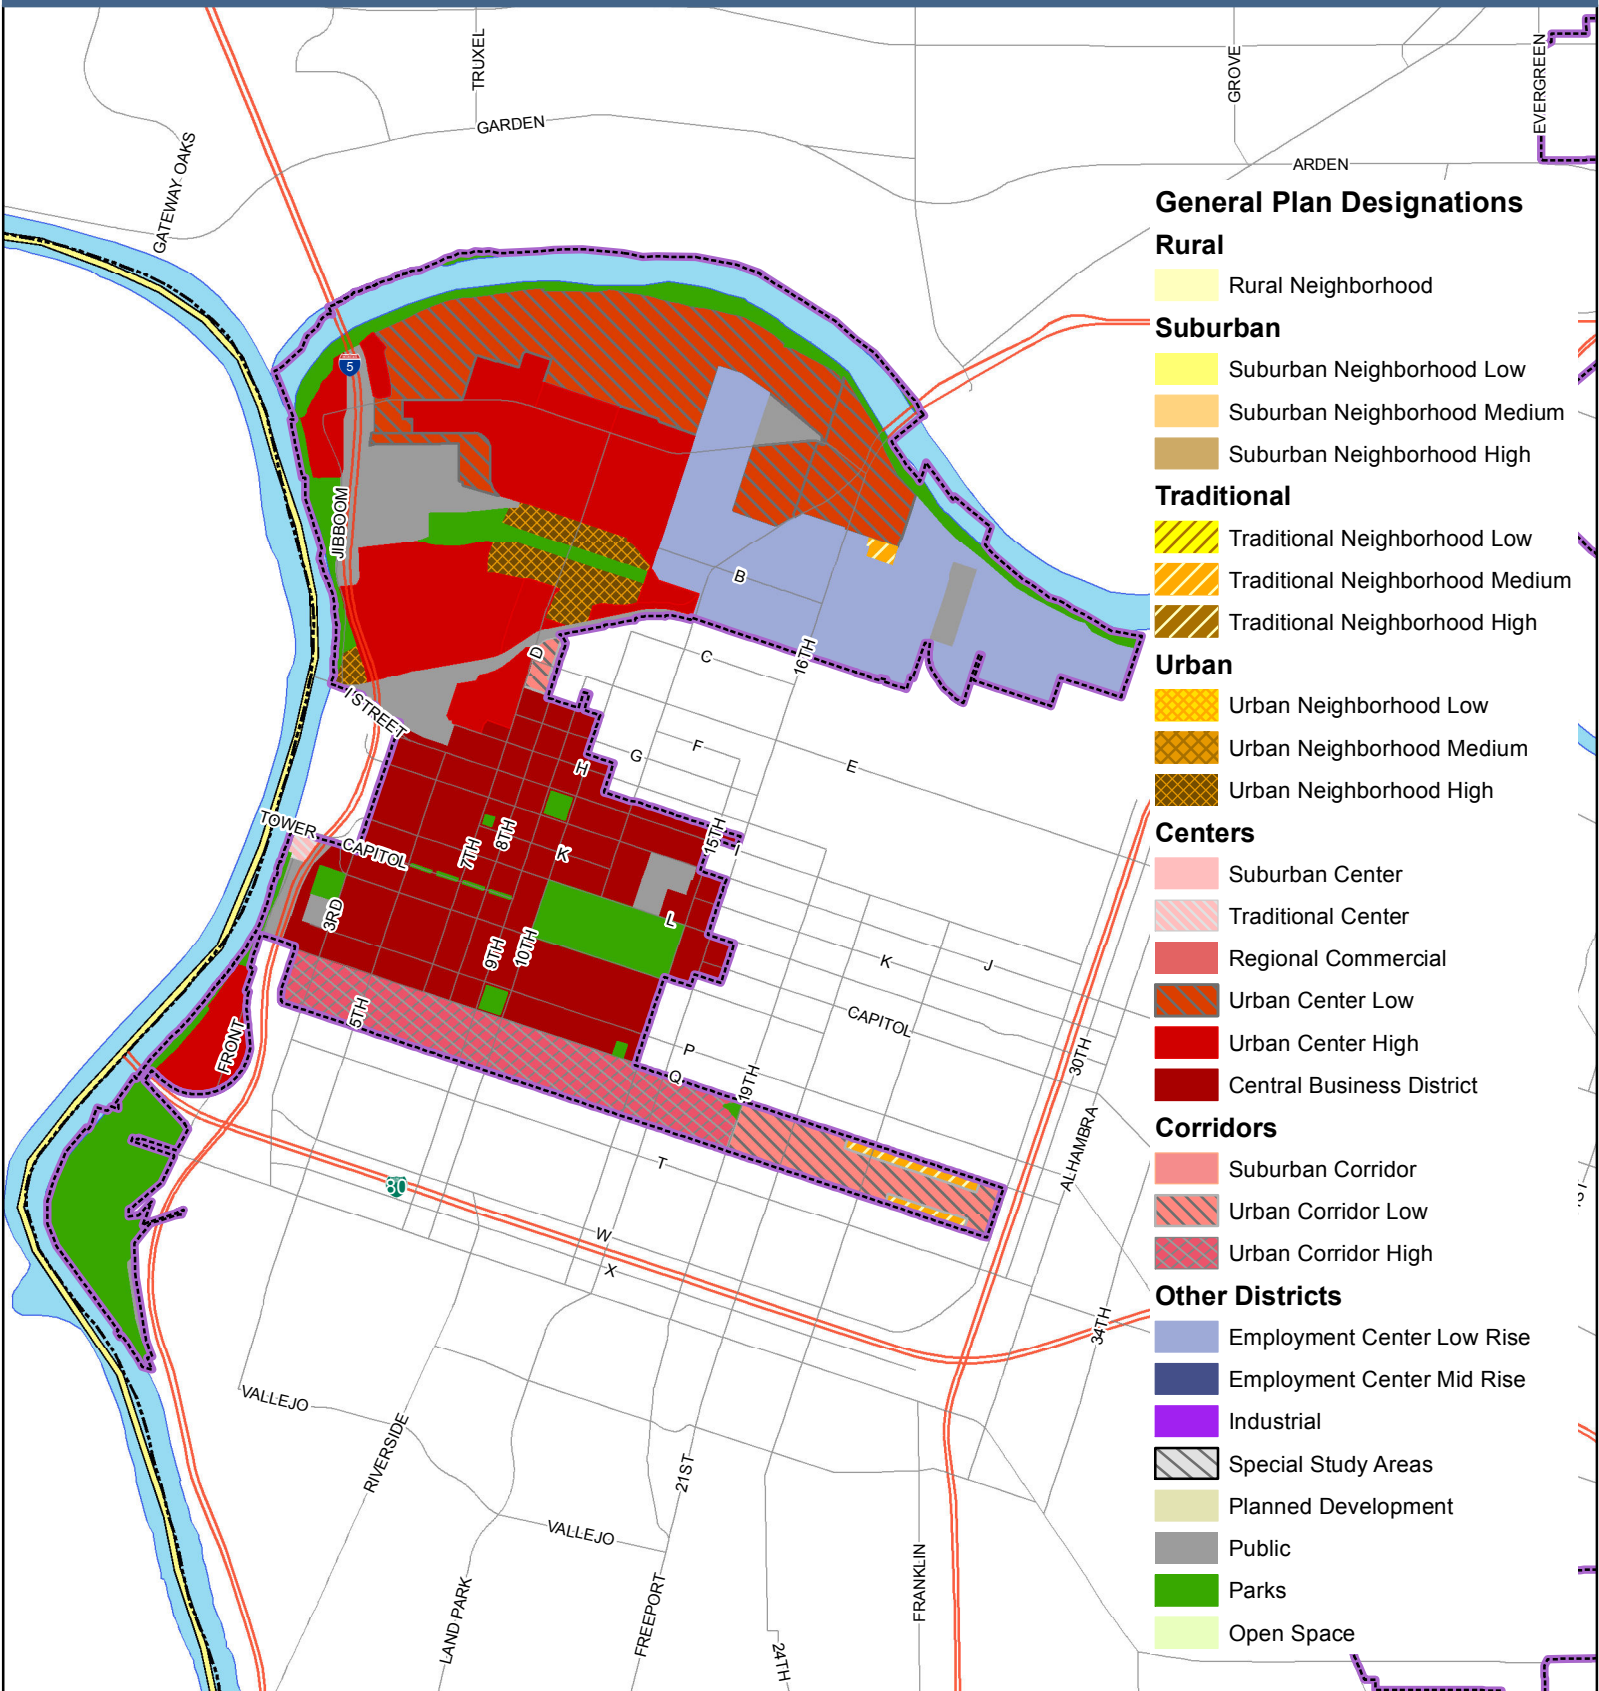 TRUXEL
GROVE
EVERGREEN
GARDEN
GATEWAY OAKS
ARDEN
General Plan Designations
Rural
Rural Neighborhood
Suburban
Suburban Neighborhood Low
Suburban Neighborhood Medium
Suburban Neighborhood High
Traditional
Traditional Neighborhood Low
Traditional Neighborhood Medium
Traditional Neighborhood High
Urban
Urban Neighborhood Low
Urban Neighborhood Medium
Urban Neighborhood High
Centers
Suburban Center
Traditional Center
Regional Commercial
Urban Center Low
Urban Center High
Central Business District
Corridors
Suburban Corridor
Urban Corridor Low
Urban Corridor High
Other Districts
Employment Center Low Rise
Employment Center Mid Rise
Industrial
Special Study Areas
Planned Development
Public
Parks
Open Space
5
JIBBOOM
B
D
C
16TH
I STREET
F
G
E
H
TOWER
CAPITOL
7TH
8TH
K
15TH
I
3RD
L
9TH
10TH
K
J
5TH
CAPITOL
FRONT
P
Q
19TH
30TH
ALHAMBRA
T
80
W
X
34TH
VALLEJO
RIVERSIDE
21ST
VALLEJO
LAND PARK
FREEPORT
24TH
FRANKLIN